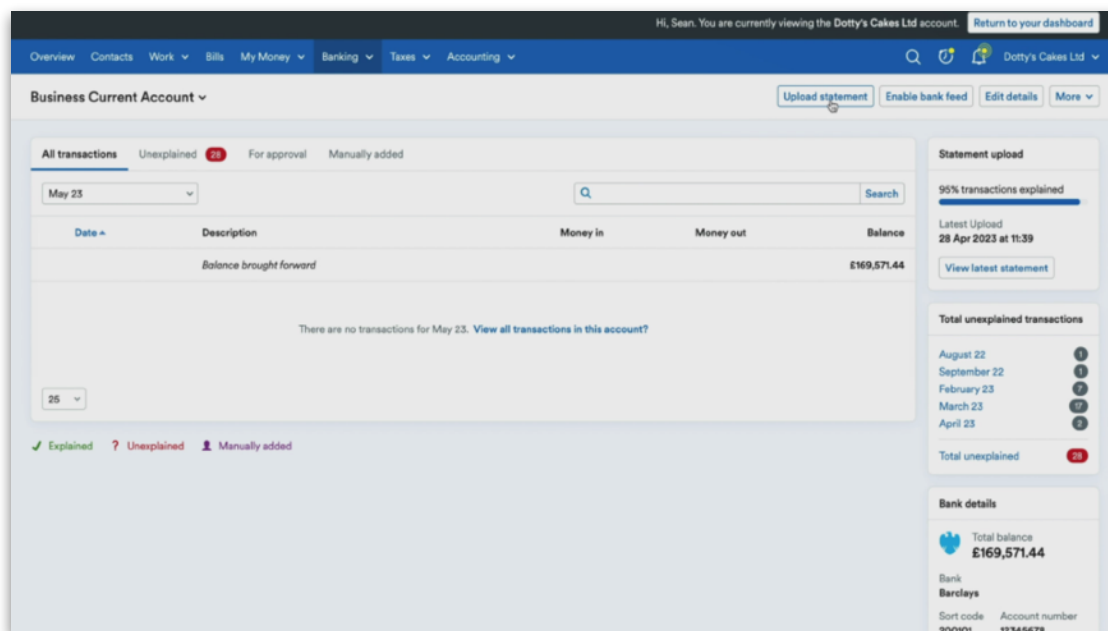 Hi, Sean. You are currently viewing the Dotty's Cakes Ltd account. Return to your dashboard
Overview Contacts Work Bills My Money Banking Taxes Accounting Dotty's Cakes Ltd
Business Current Account Upload statement Enable bank feed Edit details More
All transactions Unexplained 28 For approval Manually added
May 23 Search
Date Description Money in Money out Balance
Balance brought forward £169,571.44
There are no transactions for May 23. View all transactions in this account?
25
Explained ? Unexplained Manually added
Statement upload
95% transactions explained
Latest Upload
28 Apr 2023 at 11:39
View latest statement
Total unexplained transactions
August 22 1
September 22 1
February 23 7
March 23 17
April 23 2
Total unexplained 28
Bank details
Total balance
£169,571.44
Bank
Barclays
Sort code Account number
200101 12345678